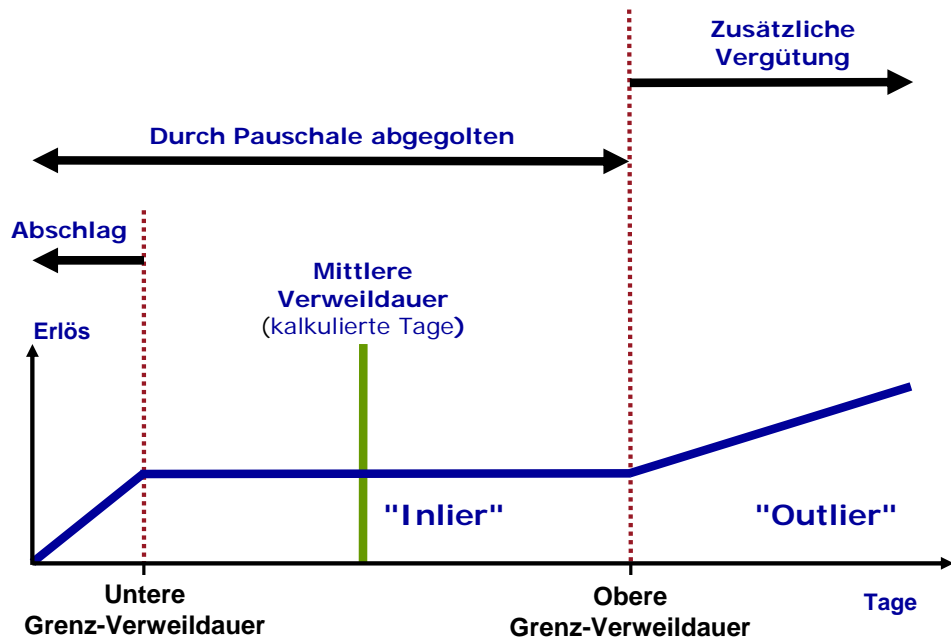 Zusätzliche
Vergütung
Durch Pauschale abgegolten
Abschlag
Mittlere
Verweildauer
(kalkulierte Tage)
Erlös
"Inlier"
"Outlier"
Untere
Grenz-Verweildauer
Obere
Grenz-Verweildauer
Tage